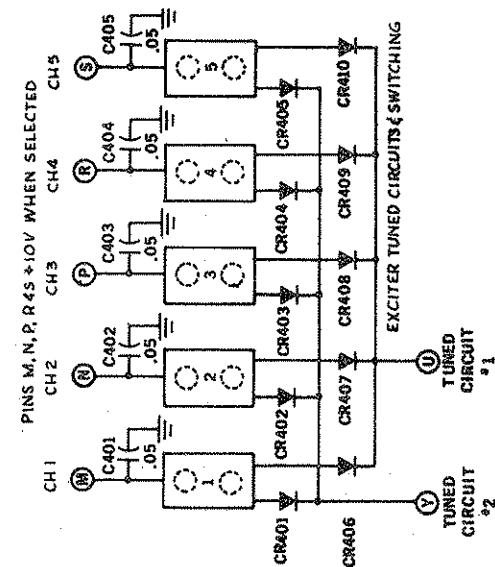 PINS M, N, P, R &S +10V WHEN SELECTED
CH 1
CH 2
CH 3
CH 4
CH 5
M
N
P
R
S
C401
.05
C402
.05
C403
.05
C404
.05
C405
.05
1
2
3
4
5
CR401
CR402
CR403
CR404
CR405
CR406
CR407
CR408
CR409
CR410
EXCITER TUNED CIRCUITS & SWITCHING
Y
TUNED
CIRCUIT
#2
U
TUNED
CIRCUIT
#1